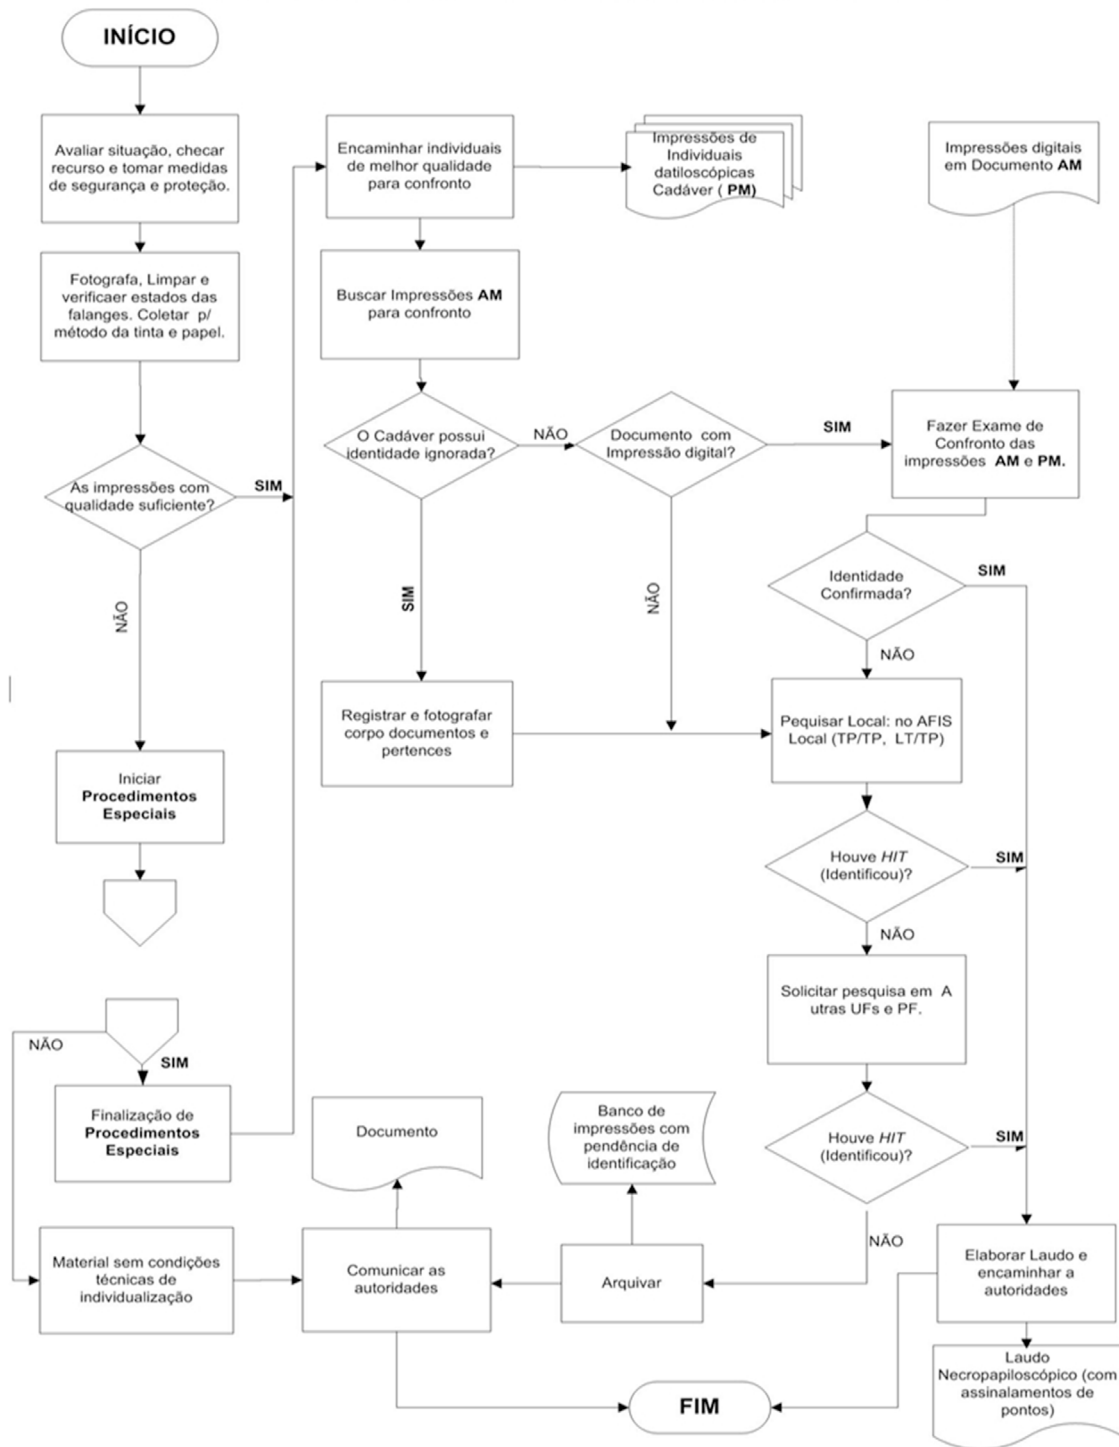 INÍCIO
Avaliar situação, checar
recurso e tomar medidas
de segurança e proteção.
Fotografa, Limpar e
verificaer estados das
falanges. Coletar p/
método da tinta e papel.
As impressões com
qualidade suficiente?
SIM
NÃO
Iniciar
Procedimentos
Especiais
NÃO
SIM
Finalização de
Procedimentos
Especiais
Material sem condições
técnicas de
individualização
Encaminhar individuais
de melhor qualidade
para confronto
Impressões de
Individuais
datiloscópicas
Cadáver ( PM)
Impressões digitais
em Documento AM
Buscar Impressões AM
para confronto
O Cadáver possui
identidade ignorada?
NÃO
Documento com
Impressão digital?
SIM
Fazer Exame de
Confronto das
impressões AM e PM.
SIM
NÃO
Identidade
Confirmada?
SIM
NÃO
Registrar e fotografar
corpo documentos e
pertences
Pequisar Local: no AFIS
Local (TP/TP, LT/TP)
Houve HIT
(Identificou)?
SIM
NÃO
Solicitar pesquisa em A
utras UFs e PF.
Houve HIT
(Identificou)?
SIM
NÃO
Documento
Banco de
impressões com
pendência de
identificação
Comunicar as
autoridades
Arquivar
Elaborar Laudo e
encaminhar a
autoridades
Laudo
Necropapiloscópico (com
assinalamentos de
pontos)
FIM